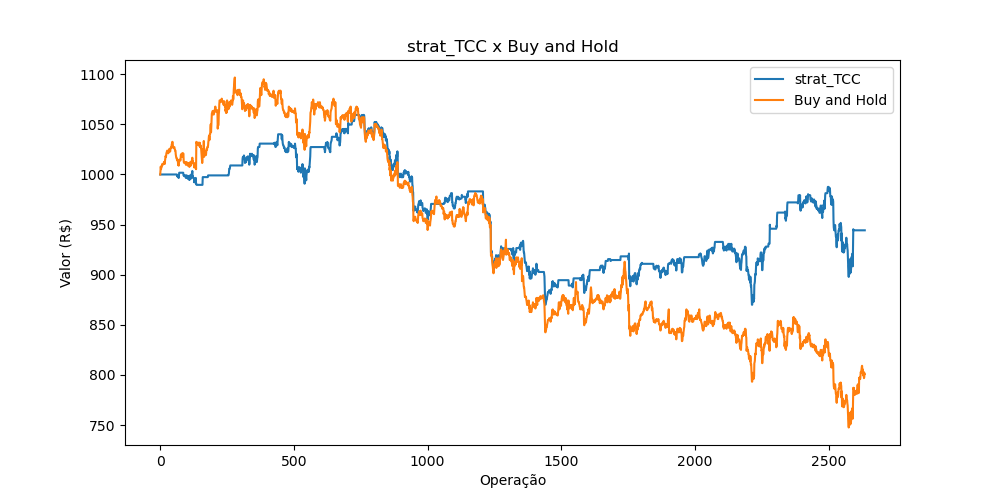 strat_TCC x Buy and Hold
strat_TCC
Buy and Hold
Valor (R$)
1100
1050
1000
950
900
850
800
750
0 500 1000 1500 2000 2500
Operação